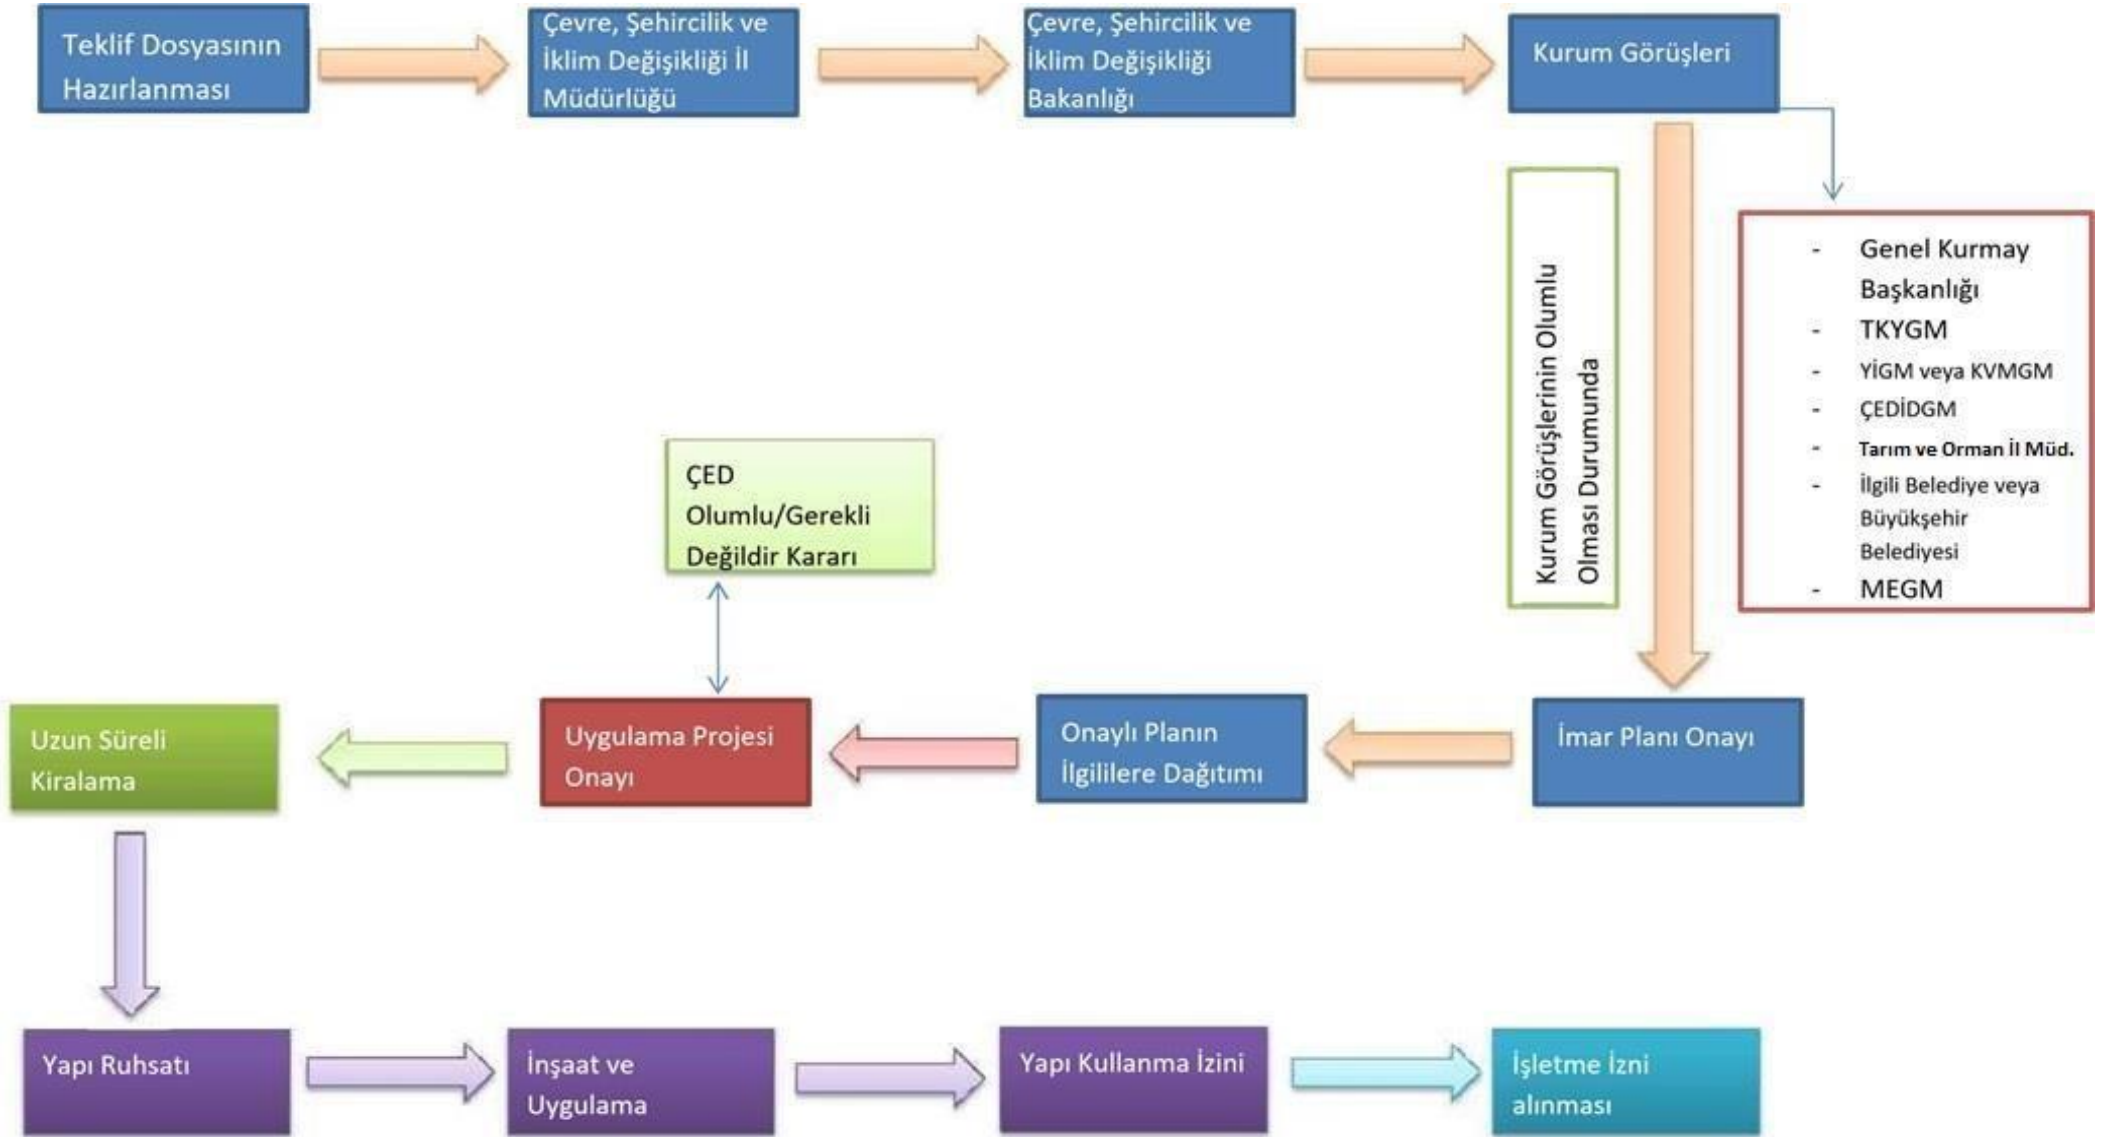 Teklif Dosyasının
Hazırlanması
Çevre, Şehircilik ve
İklim Değişikliği İl
Müdürlüğü
Çevre, Şehircilik ve
İklim Değişikliği
Bakanlığı
Kurum Görüşleri
Kurum Görüşlerinin Olumlu
Olması Durumunda
- Genel Kurmay
Başkanlığı
- TKYGM
- YİGM veya KVMGM
- ÇEDİDGM
- Tarım ve Orman İl Müd.
- İlgili Belediye veya
Büyükşehir
Belediyesi
- MEGM
İmar Planı Onayı
Onaylı Planın
İlgililere Dağıtımı
ÇED
Olumlu/Gerekli
Değildir Kararı
Uygulama Projesi
Onayı
Uzun Süreli
Kiralama
Yapı Ruhsatı
İnşaat ve
Uygulama
Yapı Kullanma İzini
İşletme İzni
alınması